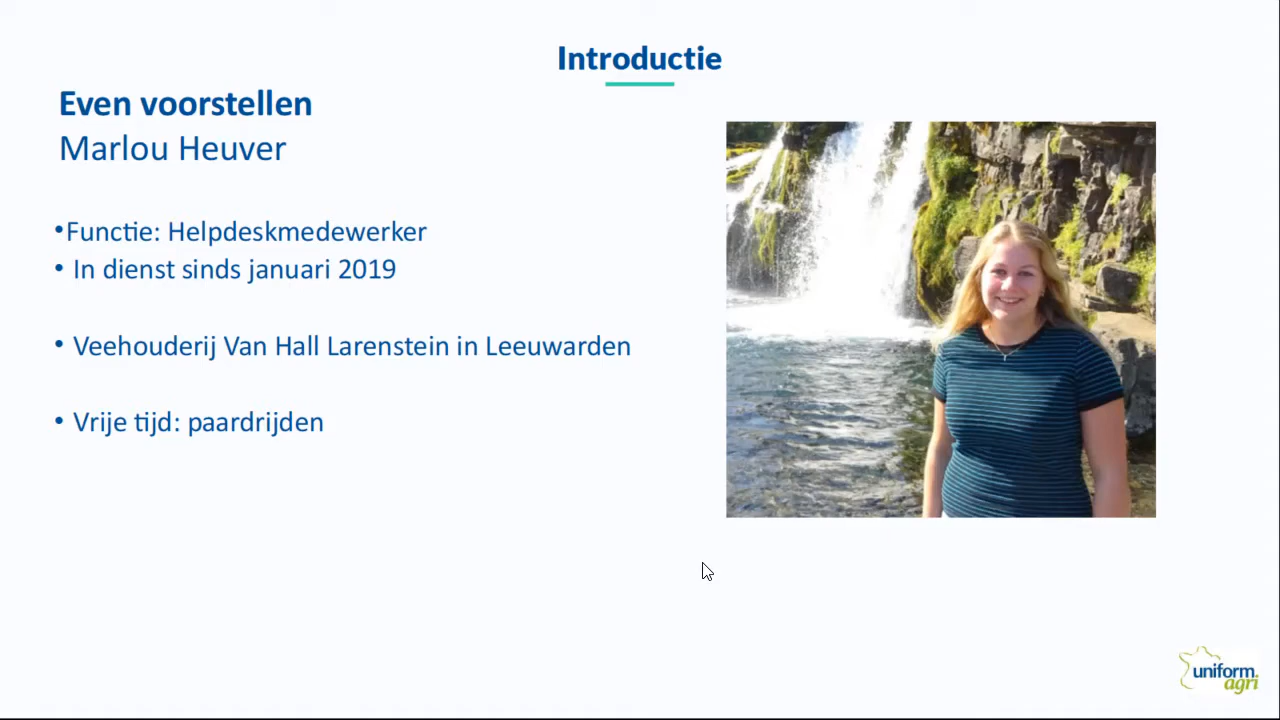 Introductie
Even voorstellen
Marlou Heuver
•Functie: Helpdeskmedewerker
• In dienst sinds januari 2019
• Veehouderij Van Hall Larenstein in Leeuwarden
• Vrije tijd: paardrijden
uniform.
agri